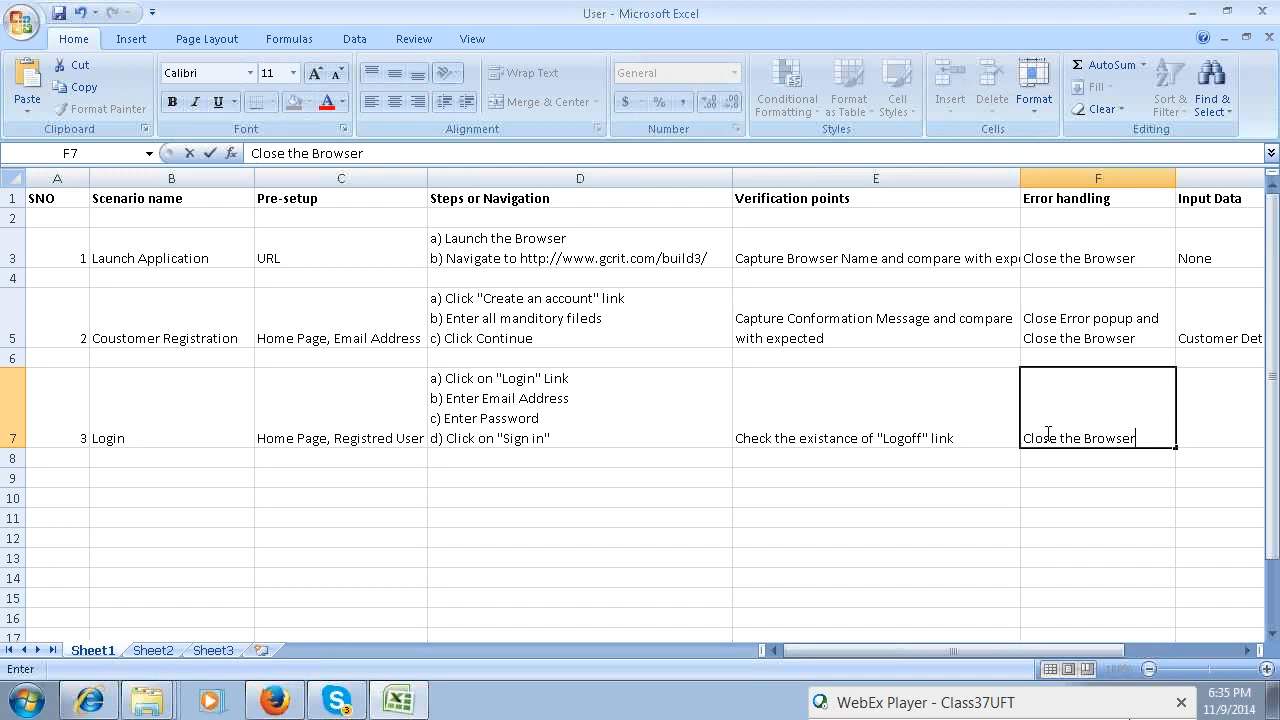 User - Microsoft Excel
Home Insert Page Layout Formulas Data Review View
Paste Cut Copy Format Painter Clipboard
Calibri 11 B I U Font
Wrap Text Merge & Center Alignment
General $ % , Number
Conditional Formatting Format as Table Cell Styles Styles
Insert Delete Format Cells
Σ AutoSum Fill Clear Sort & Filter Find & Select Editing
F7 fx Close the Browser
A B C D E F
1 SNO Scenario name Pre-setup Steps or Navigation Verification points Error handling Input Data
2
a) Launch the Browser
3 1 Launch Application URL b) Navigate to http://www.gcrit.com/build3/ Capture Browser Name and compare with exp Close the Browser None
4
a) Click "Create an account" link
b) Enter all manditory fileds Capture Conformation Message and compare Close Error popup and
5 2 Coustomer Registration Home Page, Email Address c) Click Continue with expected Close the Browser Customer Det
6
a) Click on "Login" Link
b) Enter Email Address
c) Enter Password
7 3 Login Home Page, Registred User d) Click on "Sign in" Check the existance of "Logoff" link Close the Browser
8
9
10
11
12
13
14
15
16
17
Sheet1 Sheet2 Sheet3
Enter 100%
WebEx Player - Class37UFT
6:35 PM
11/9/2014